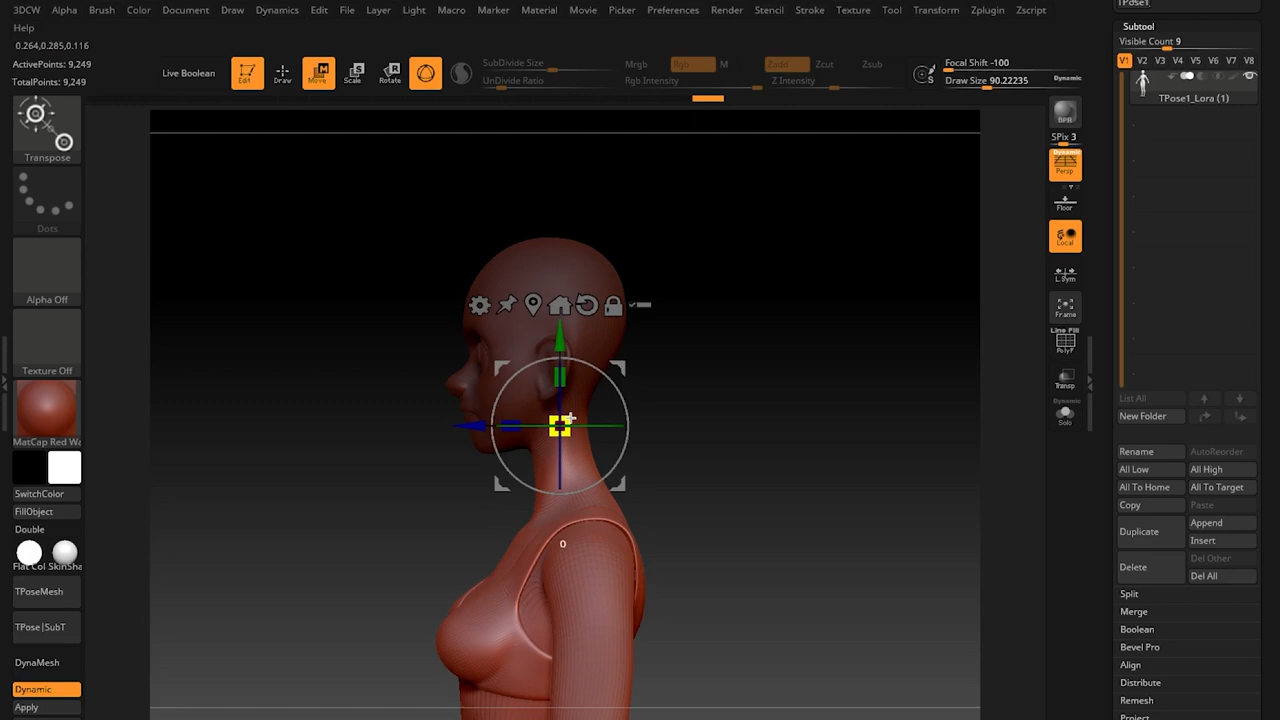 3DCW Alpha Brush Color Document Draw Dynamics Edit File Layer Light Macro Marker Material Movie Picker Preferences Render Stencil Stroke Texture Tool Transform Zplugin Zscript
Help
0.264,0.285,0.116
ActivePoints: 9,249
TotalPoints: 9,249
Live Boolean
Edit
Draw
Move
Scale
Rotate
SubDivide Size
UnDivide Ratio
Mrgb
Rgb
M
Rgb Intensity
Zadd
Zcut
Zsub
Z Intensity
S
Focal Shift -100
Draw Size 90.22235
Dynamic
Transpose
Dots
Alpha Off
Texture Off
MatCap Red Wa
SwitchColor
FillObject
Double
Flat Col SkinSha
TPoseMesh
TPose|SubT
DynaMesh
Dynamic
Apply
0
BPR
SPix 3
Dynamic
Persp
Floor
Local
L.Sym
Frame
Line Fill
PolyF
Transp
Dynamic
Solo
TPose1
Subtool
Visible Count 9
V1 V2 V3 V4 V5 V6 V7 V8
TPose1_Lora (1)
List All
New Folder
Rename
AutoReorder
All Low
All High
All To Home
All To Target
Copy
Paste
Duplicate
Append
Insert
Delete
Del Other
Del All
Split
Merge
Boolean
Bevel Pro
Align
Distribute
Remesh
Project